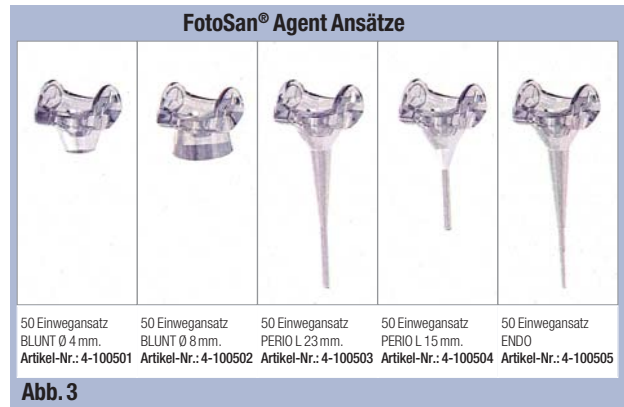 FotoSan® Agent Ansätze
50 Einwegansatz
BLUNT Ø 4 mm.
Artikel-Nr.: 4-100501
50 Einwegansatz
BLUNT Ø 8 mm.
Artikel-Nr.: 4-100502
50 Einwegansatz
PERIO L 23 mm.
Artikel-Nr.: 4-100503
50 Einwegansatz
PERIO L 15 mm.
Artikel-Nr.: 4-100504
50 Einwegansatz
ENDO
Artikel-Nr.: 4-100505
Abb. 3